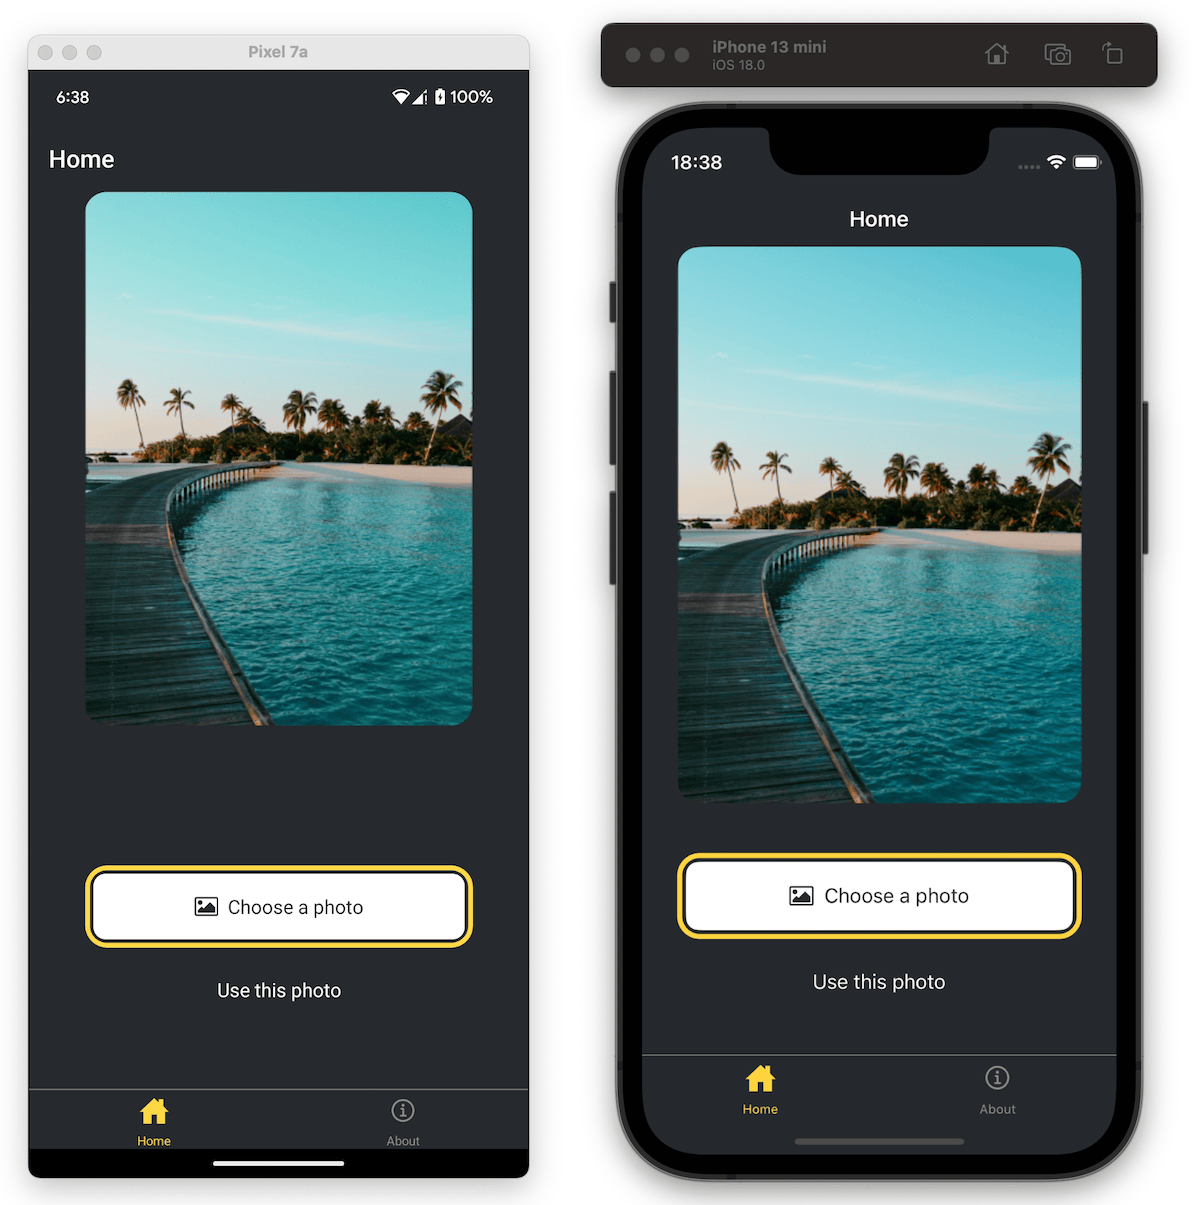 Pixel 7a
6:38
100%
Home
Choose a photo
Use this photo
Home
About
iPhone 13 mini
iOS 18.0
18:38
Home
Choose a photo
Use this photo
Home
About